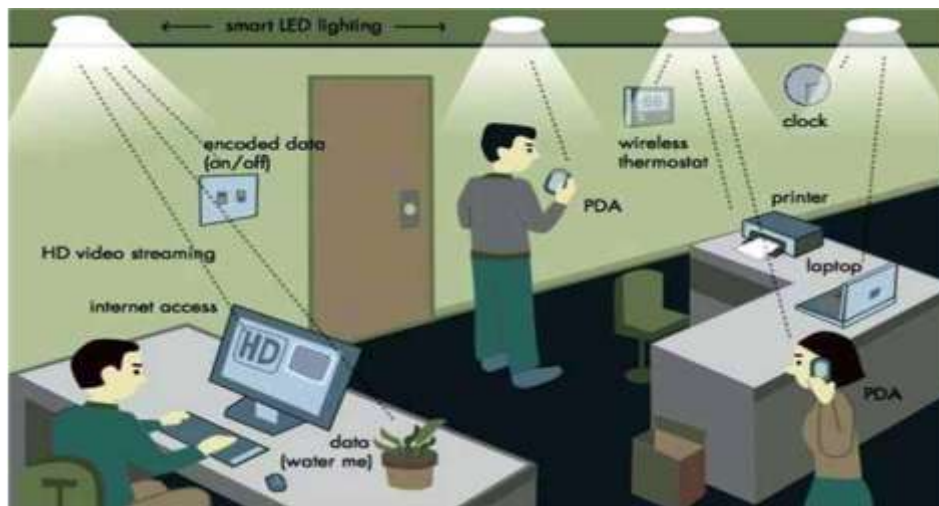 smart LED lighting
encoded data
(on/off)
wireless
thermostat
clock
PDA
printer
HD video streaming
laptop
internet access
HD
PDA
data
(water me)